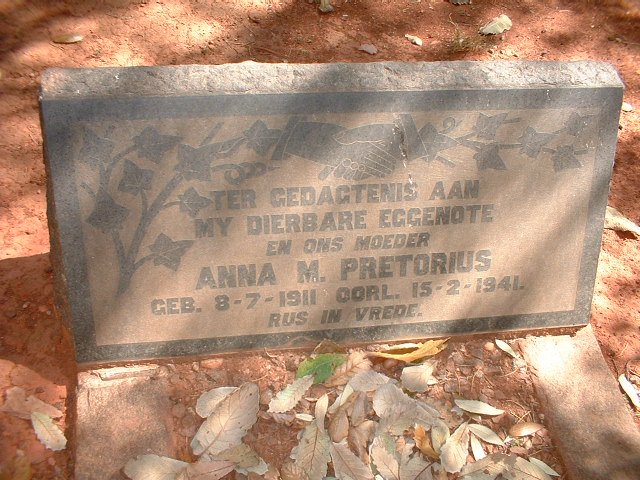 TER GEDAGTENIS AAN
MY DIERBARE EGGENOTE
EN ONS MOEDER
ANNA M. PRETORIUS
GEB. 8-7-1911 OORL. 15-2-1941.
RUS IN VREDE.